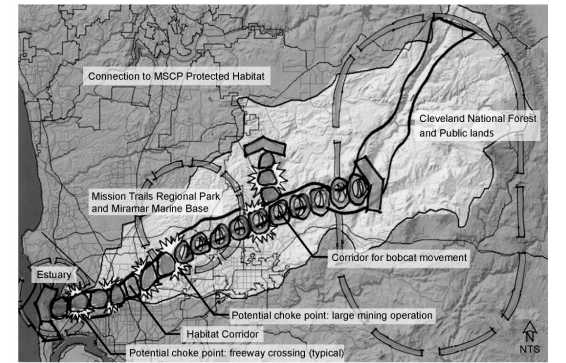 Connection to MSCP Protected Habitat
Cleveland National Forest
and Public lands
Mission Trails Regional Park
and Miramar Marine Base
Corridor for bobcat movement
Estuary
Potential choke point: large mining operation
Habitat Corridor
Potential choke point: freeway crossing (typical)
N
NTS